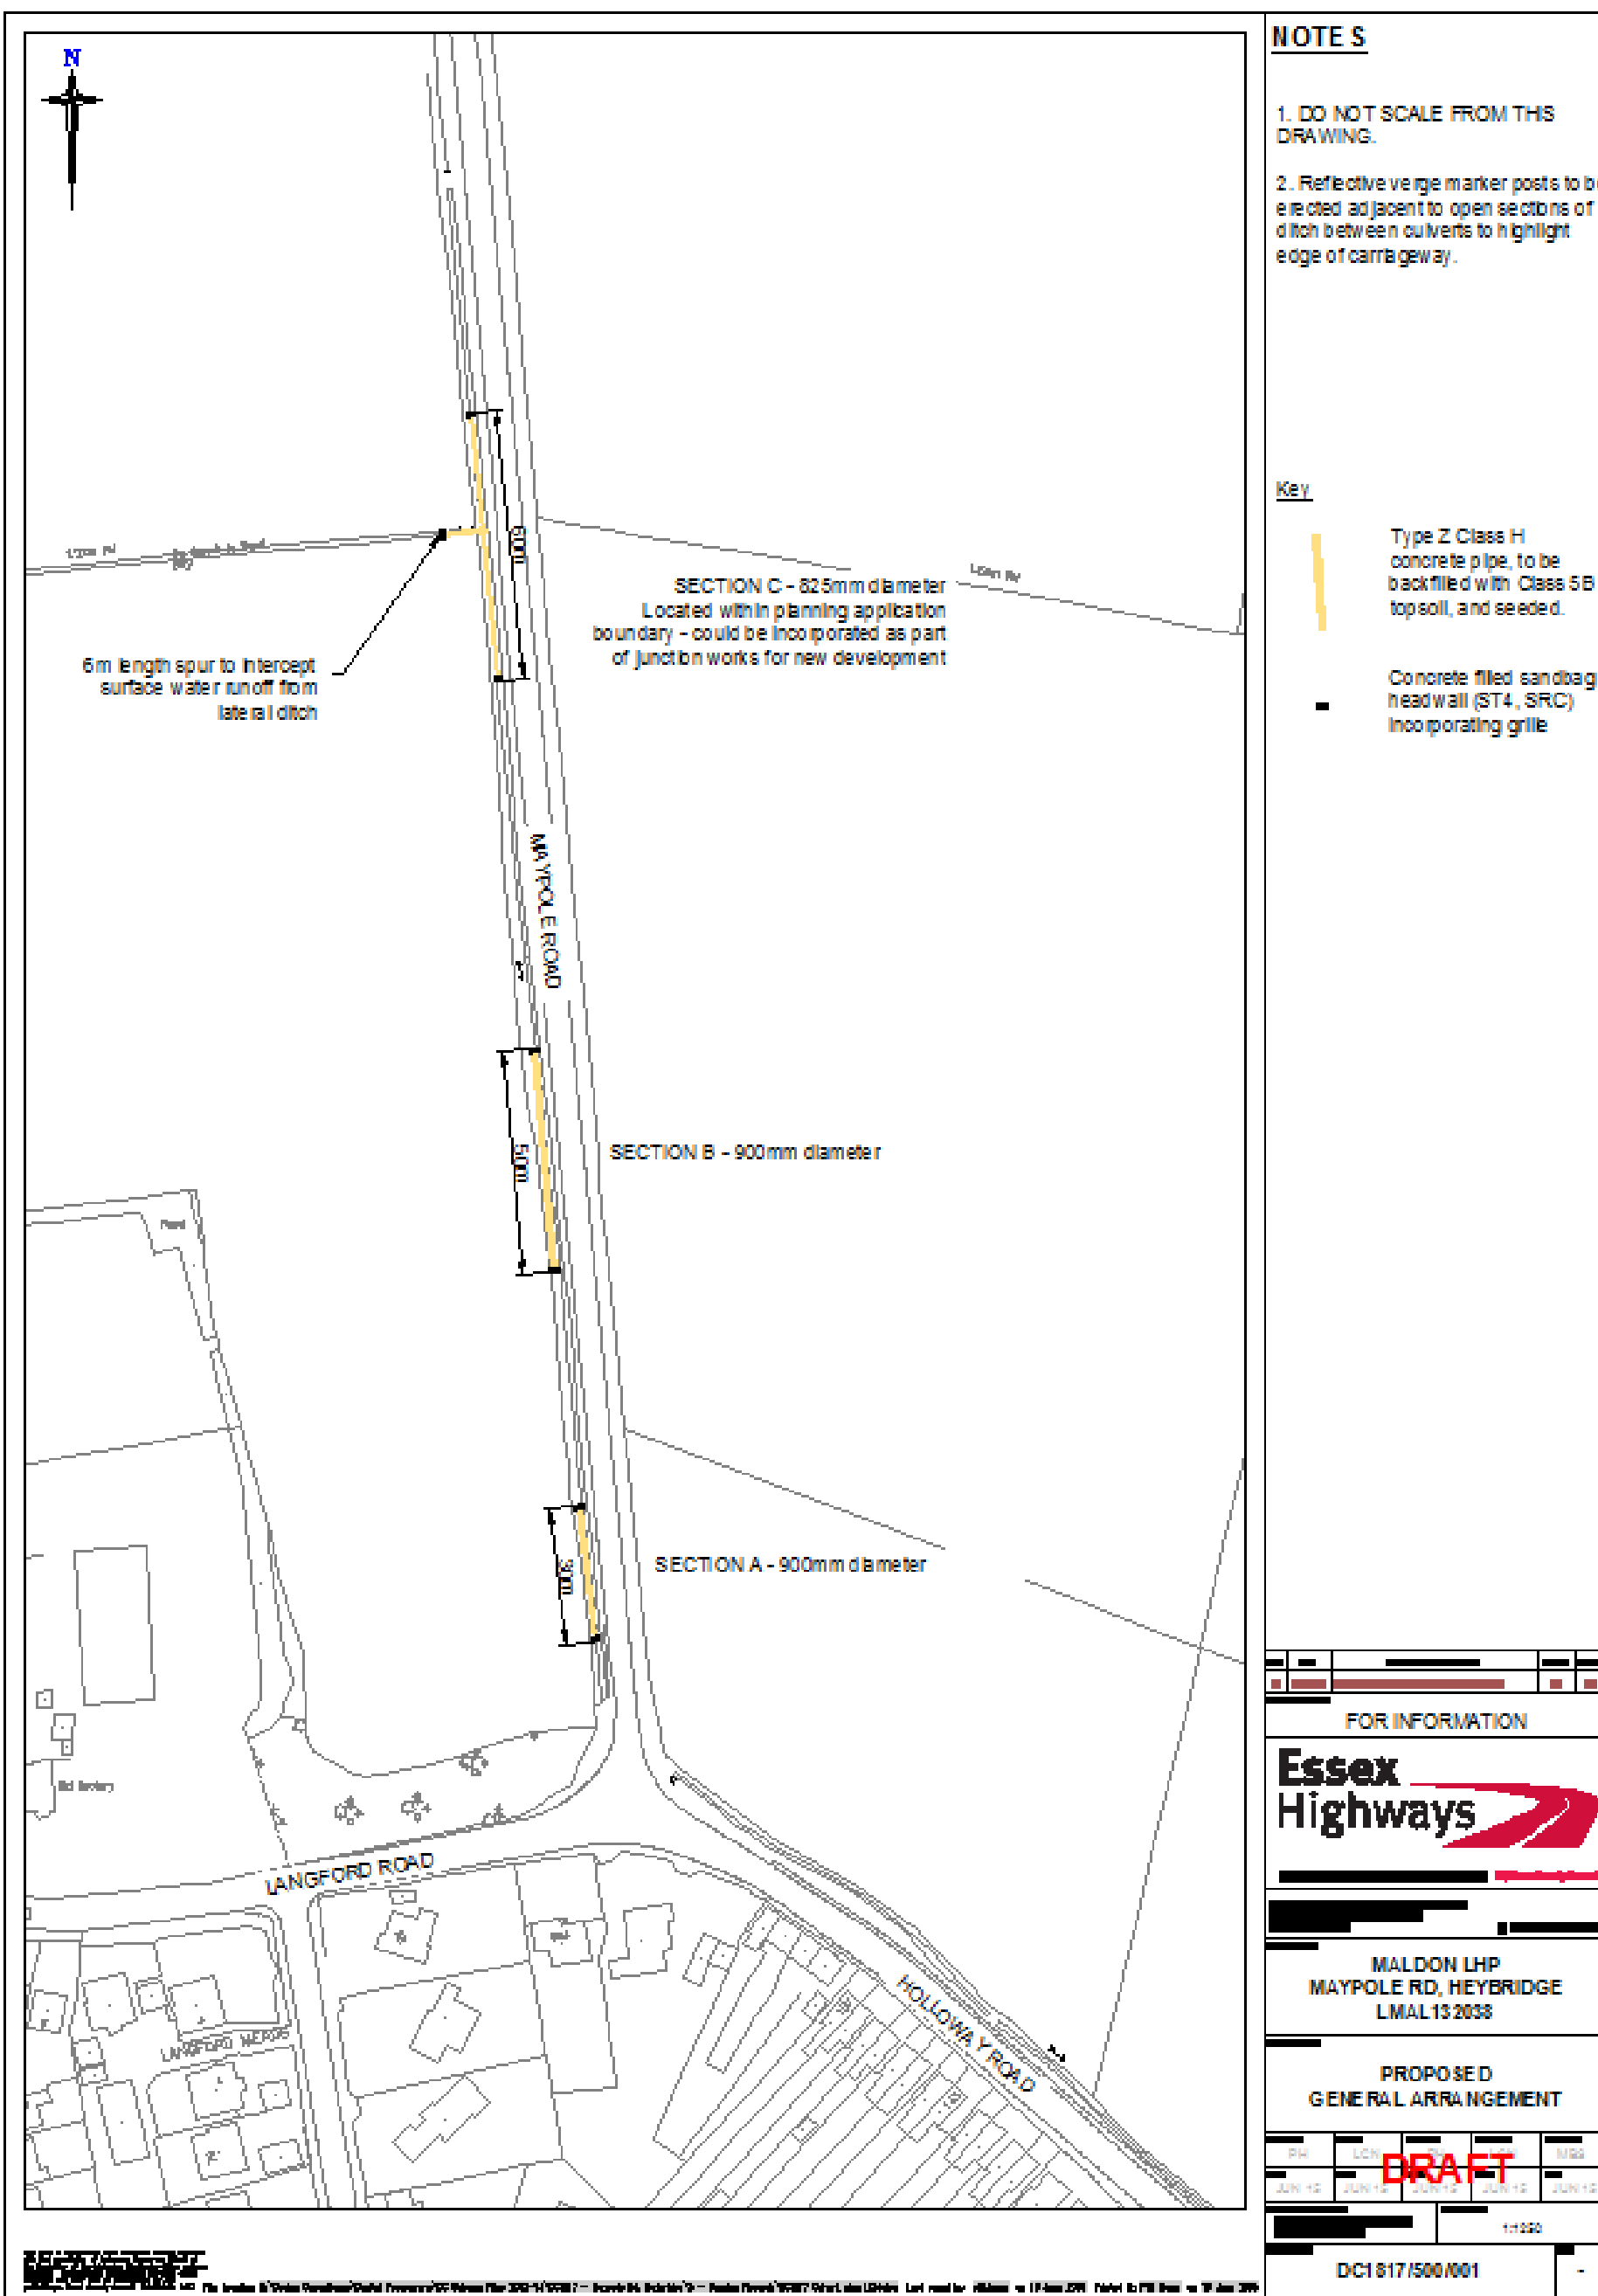 N
60m
SECTION C - 825mm diameter
Located within planning application
boundary - could be incorporated as part
of junction works for new development
6m length spur to intercept
surface water runoff from
lateral ditch
MAYPOLE ROAD
50m
SECTION B - 900mm diameter
Pond
30m
SECTION A - 900mm diameter
LANGFORD ROAD
HOLLOWAY ROAD
LANGFORD MEADS
NOTES
1. DO NOT SCALE FROM THIS
DRAWING.
2. Reflective verge marker posts to be
erected adjacent to open sections of
ditch between culverts to highlight
edge of carriageway.
Key
Type Z Class H
concrete pipe, to be
backfilled with Class 5B
topsoil, and seeded.
Concrete filled sandbag
headwall (ST4, SRC)
incorporating grille
FOR INFORMATION
Essex
Highways
MALDON LHP
MAYPOLE RD, HEYBRIDGE
LMAL132038
PROPOSED
GENERAL ARRANGEMENT
PH
DRAFT
1:1250
DC1817/500/001 -